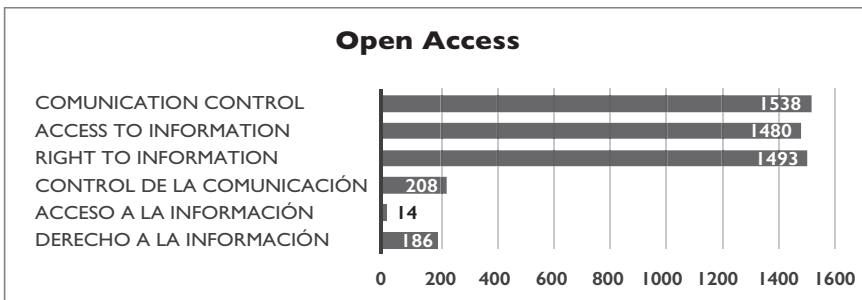 Open Access
COMUNICATION CONTROL 1538
ACCESS TO INFORMATION 1480
RIGHT TO INFORMATION 1493
CONTROL DE LA COMUNICACIÓN 208
ACCESO A LA INFORMACIÓN 14
DERECHO A LA INFORMACIÓN 186
0 200 400 600 800 1000 1200 1400 1600